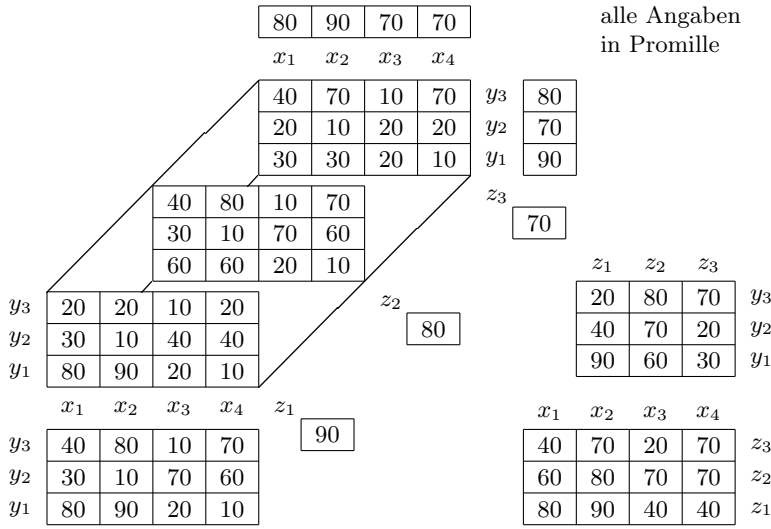 80 90 70 70
alle Angaben
in Promille
x1 x2 x3 x4
40 70 10 70 y3 80
20 10 20 20 y2 70
30 30 20 10 y1 90
z3
70
40 80 10 70
30 10 70 60
60 60 20 10
z2
80
y3 20 20 10 20
y2 30 10 40 40
y1 80 90 20 10
x1 x2 x3 x4 z1
90
z1 z2 z3
20 80 70 y3
40 70 20 y2
90 60 30 y1
y3 40 80 10 70
y2 30 10 70 60
y1 80 90 20 10
x1 x2 x3 x4
40 70 20 70 z3
60 80 70 70 z2
80 90 40 40 z1